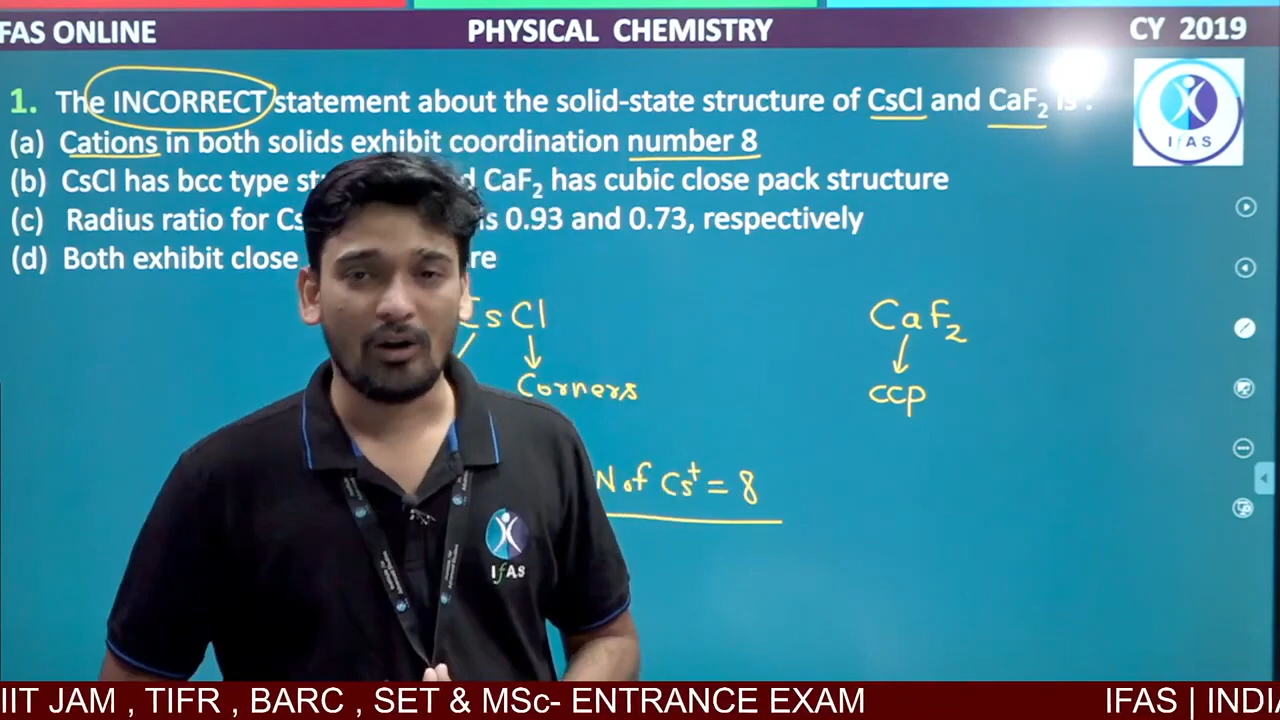 FAS ONLINE PHYSICAL CHEMISTRY CY 2019
1. The INCORRECT statement about the solid-state structure of CsCl and CaF₂ is :
IfAS
(a) Cations in both solids exhibit coordination number 8
(b) CsCl has bcc type CaF₂ has cubic close pack structure
(c) Radius ratio for 0.93 and 0.73, respectively
(d) Both exhibit close
CsCl CaF₂
Corners ccp
N of Cs⁺ = 8
IfAS
IIT JAM , TIFR , BARC , SET & MSc- ENTRANCE EXAM IFAS | INDIA